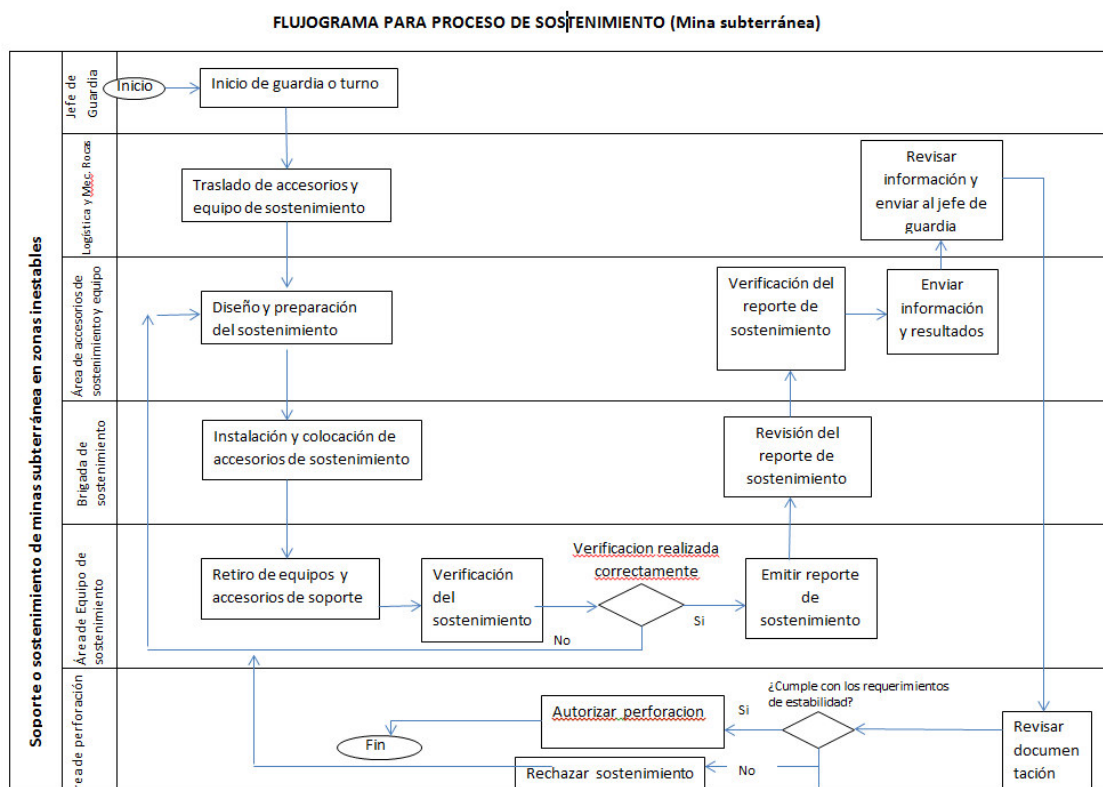 FLUJOGRAMA PARA PROCESO DE SOSTENIMIENTO (Mina subterránea)
Soporte o sostenimiento de minas subterránea en zonas inestables
Jefe de
Guardia
Inicio
Inicio de guardia o turno
Logística y Mec. Rocas
Traslado de accesorios y
equipo de sostenimiento
Revisar
información y
enviar al jefe de
guardia
Área de accesorios de
sostenimiento y equipo
Diseño y preparación
del sostenimiento
Verificación del
reporte de
sostenimiento
Enviar
información
y resultados
Brigada de
sostenimiento
Instalación y colocación de
accesorios de sostenimiento
Revisión del
reporte de
sostenimiento
Área de Equipo de
sostenimiento
Retiro de equipos y
accesorios de soporte
Verificación
del
sostenimiento
Verificacion realizada
correctamente
Si
No
Emitir reporte
de
sostenimiento
de perforación
Autorizar perforacion
Si
¿Cumple con los requerimientos
de estabilidad?
Revisar
documen
tación
Fin
Rechazar sostenimiento
No